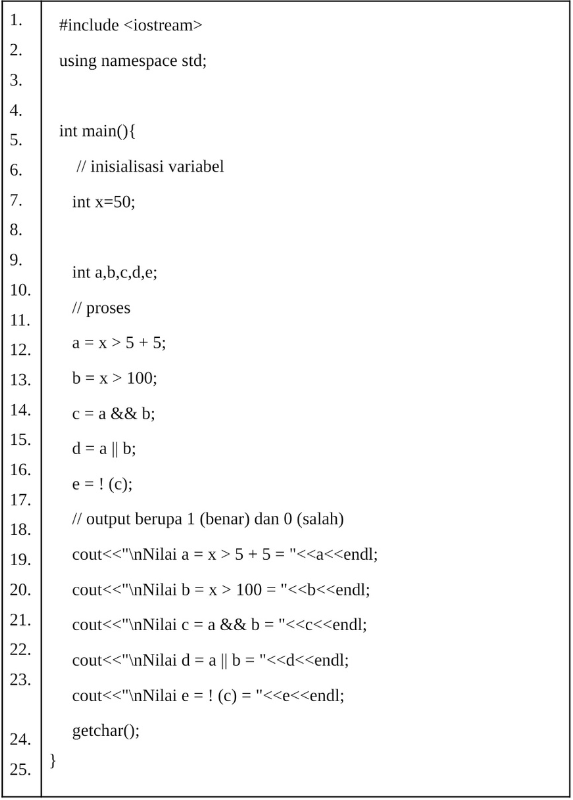 1.
2.
3.
4.
5.
6.
7.
8.
9.
10.
11.
12.
13.
14.
15.
16.
17.
18.
19.
20.
21.
22.
23.
24.
25.
#include <iostream>
using namespace std;
int main(){
// inisialisasi variabel
int x=50;
int a,b,c,d,e;
// proses
a = x > 5 + 5;
b = x > 100;
c = a && b;
d = a || b;
e = ! (c);
// output berupa 1 (benar) dan 0 (salah)
cout<<"\nNilai a = x > 5 + 5 = "<<a<<endl;
cout<<"\nNilai b = x > 100 = "<<b<<endl;
cout<<"\nNilai c = a && b = "<<c<<endl;
cout<<"\nNilai d = a || b = "<<d<<endl;
cout<<"\nNilai e = ! (c) = "<<e<<endl;
getchar();
}